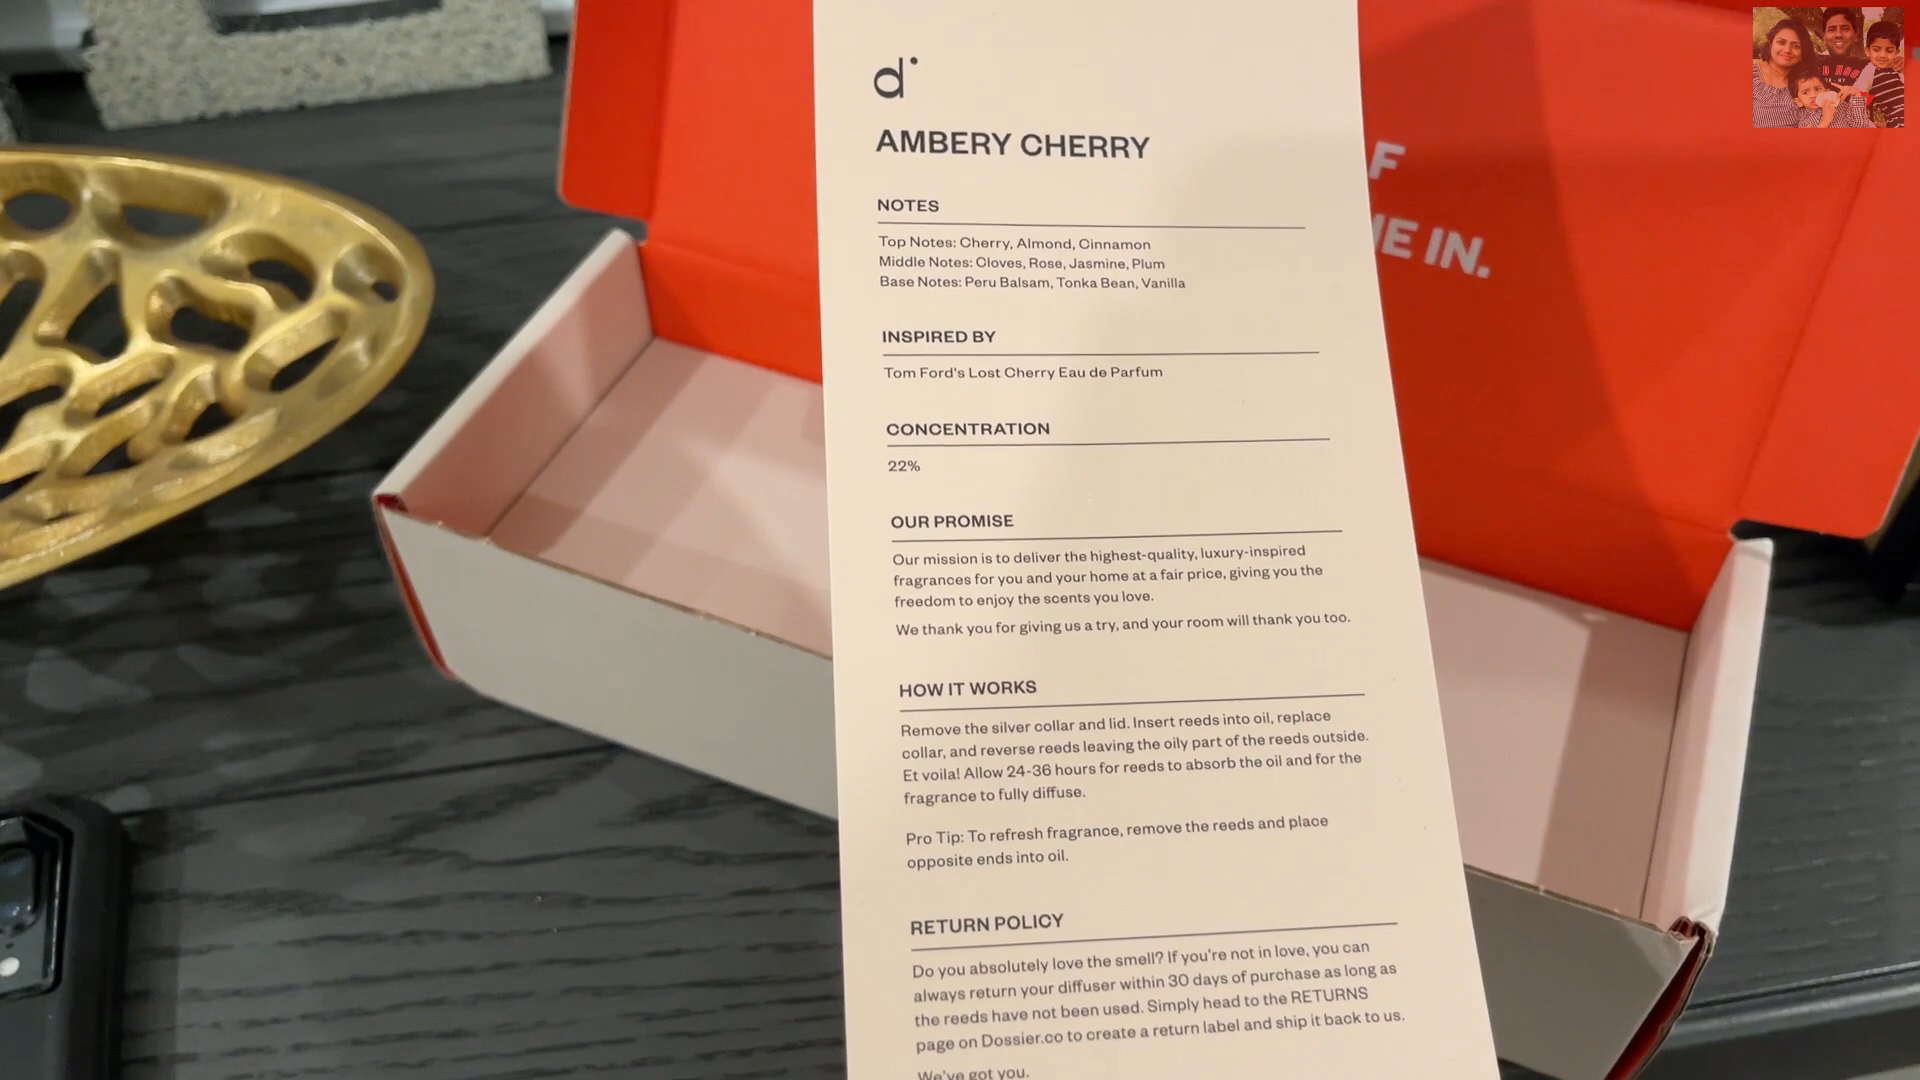 d
AMBERY CHERRY
NOTES
Top Notes: Cherry, Almond, Cinnamon
Middle Notes: Cloves, Rose, Jasmine, Plum
Base Notes: Peru Balsam, Tonka Bean, Vanilla
INSPIRED BY
Tom Ford's Lost Cherry Eau de Parfum
CONCENTRATION
22%
OUR PROMISE
Our mission is to deliver the highest-quality, luxury-inspired
fragrances for you and your home at a fair price, giving you the
freedom to enjoy the scents you love.
We thank you for giving us a try, and your room will thank you too.
HOW IT WORKS
Remove the silver collar and lid. Insert reeds into oil, replace
collar, and reverse reeds leaving the oily part of the reeds outside.
Et voila! Allow 24-36 hours for reeds to absorb the oil and for the
fragrance to fully diffuse.
Pro Tip: To refresh fragrance, remove the reeds and place
opposite ends into oil.
RETURN POLICY
Do you absolutely love the smell? If you're not in love, you can
always return your diffuser within 30 days of purchase as long as
the reeds have not been used. Simply head to the RETURNS
page on Dossier.co to create a return label and ship it back to us.
We've got you.
IN.